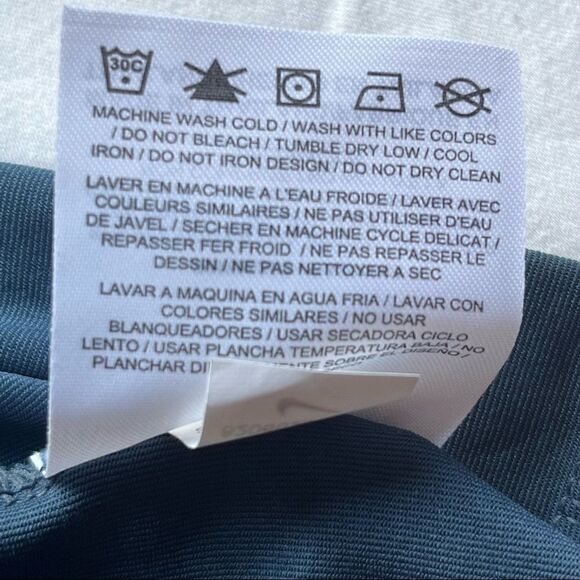 30C
MACHINE WASH COLD / WASH WITH LIKE COLORS
/ DO NOT BLEACH / TUMBLE DRY LOW / COOL
IRON / DO NOT IRON DESIGN / DO NOT DRY CLEAN
LAVER EN MACHINE A L'EAU FROIDE / LAVER AVEC
COULEURS SIMILAIRES / NE PAS UTILISER D'EAU
DE JAVEL / SECHER EN MACHINE CYCLE DELICAT /
REPASSER FER FROID / NE PAS REPASSER LE
DESSIN / NE PAS NETTOYER A SEC
LAVAR A MAQUINA EN AGUA FRIA / LAVAR CON
COLORES SIMILARES / NO USAR
BLANQUEADORES / USAR SECADORA CICLO
LENTO / USAR PLANCHA TEMPERATURA BAJA / NO
PLANCHAR SOBRE EL DISEÑO /